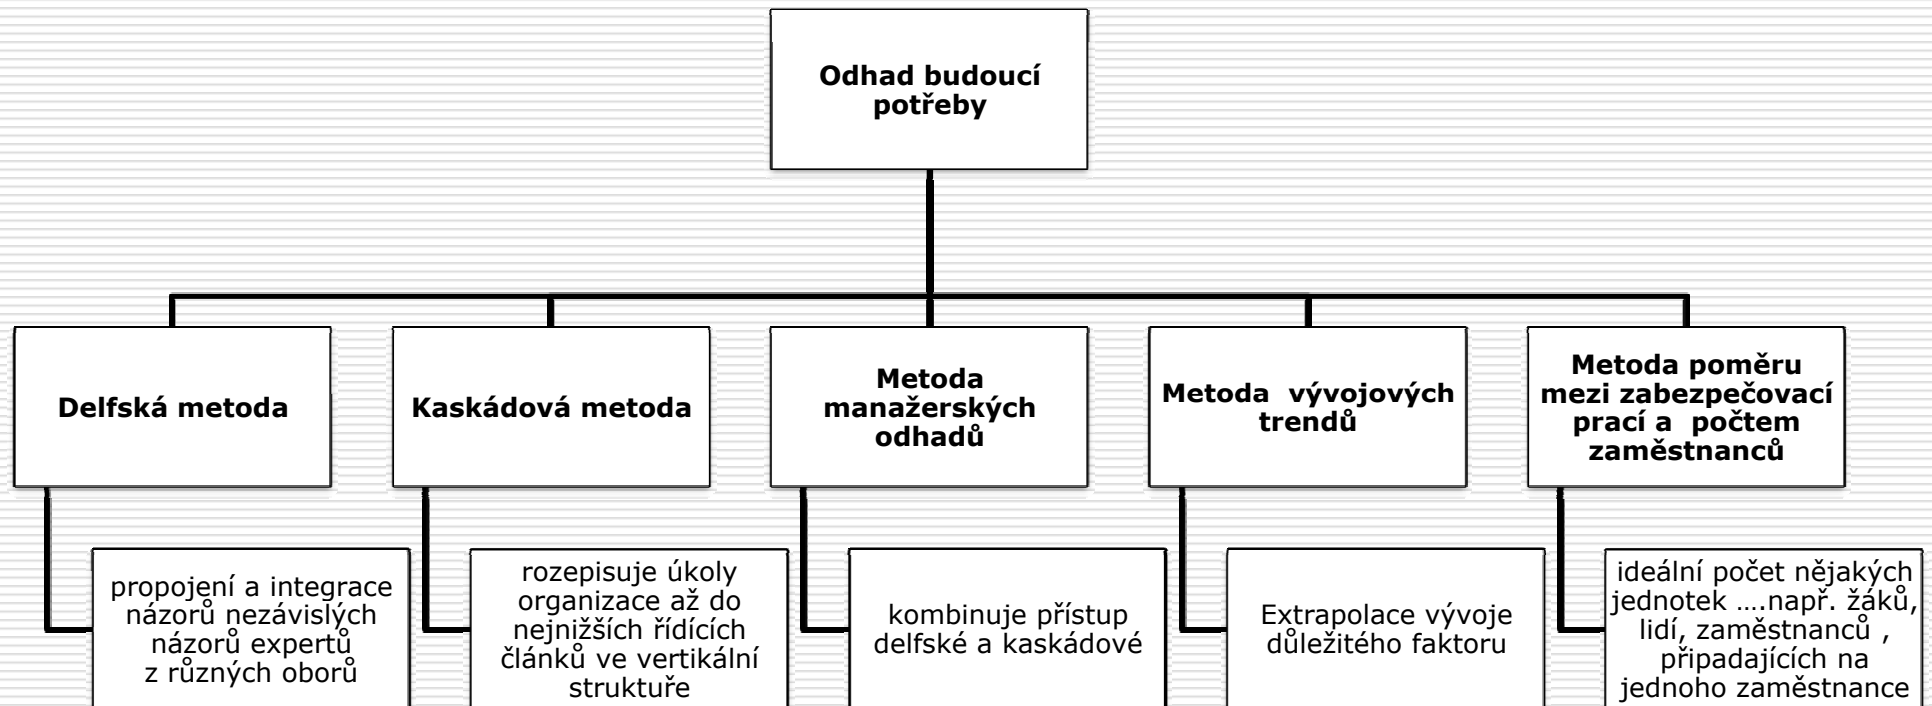 Odhad budoucí
potřeby
Delfská metoda
Kaskádová metoda
Metoda
manažerských
odhadů
Metoda  vývojových
trendů
Metoda poměru
mezi zabezpečovací
prací a  počtem
zaměstnanců
propojení a integrace
názorů nezávislých
názorů expertů
z různých oborů
rozepisuje úkoly
organizace až do
nejnižších řídících
článků ve vertikální
struktuře
kombinuje přístup
delfské a kaskádové
Extrapolace vývoje
důležitého faktoru
ideální počet nějakých
jednotek ….např. žáků,
lidí, zaměstnanců ,
připadajících na
jednoho zaměstnance